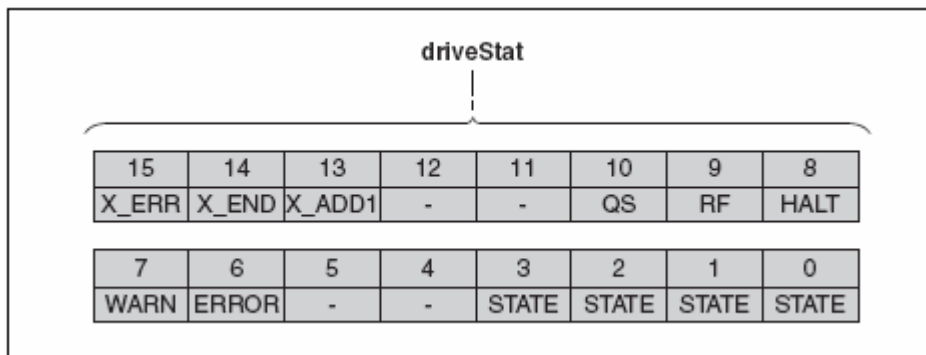 driveStat
15 14 13 12 11 10 9 8
X_ERR X_END X_ADD1 - - QS RF HALT
7 6 5 4 3 2 1 0
WARN ERROR - - STATE STATE STATE STATE